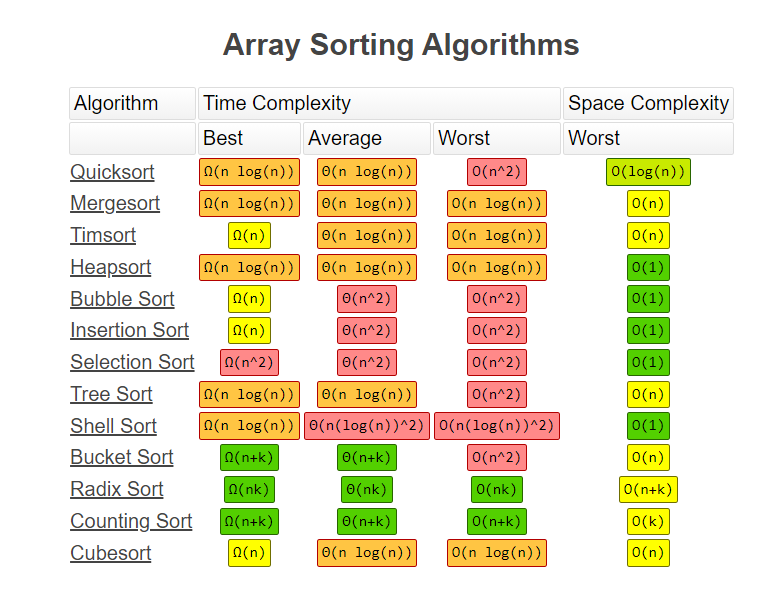 Array Sorting Algorithms
Algorithm Time Complexity Space Complexity
Best Average Worst Worst
Quicksort Ω(n log(n)) Θ(n log(n)) O(n^2) O(log(n))
Mergesort Ω(n log(n)) Θ(n log(n)) O(n log(n)) O(n)
Timsort Ω(n) Θ(n log(n)) O(n log(n)) O(n)
Heapsort Ω(n log(n)) Θ(n log(n)) O(n log(n)) O(1)
Bubble Sort Ω(n) Θ(n^2) O(n^2) O(1)
Insertion Sort Ω(n) Θ(n^2) O(n^2) O(1)
Selection Sort Ω(n^2) Θ(n^2) O(n^2) O(1)
Tree Sort Ω(n log(n)) Θ(n log(n)) O(n^2) O(n)
Shell Sort Ω(n log(n)) Θ(n(log(n))^2) O(n(log(n))^2) O(1)
Bucket Sort Ω(n+k) Θ(n+k) O(n^2) O(n)
Radix Sort Ω(nk) Θ(nk) O(nk) O(n+k)
Counting Sort Ω(n+k) Θ(n+k) O(n+k) O(k)
Cubesort Ω(n) Θ(n log(n)) O(n log(n)) O(n)